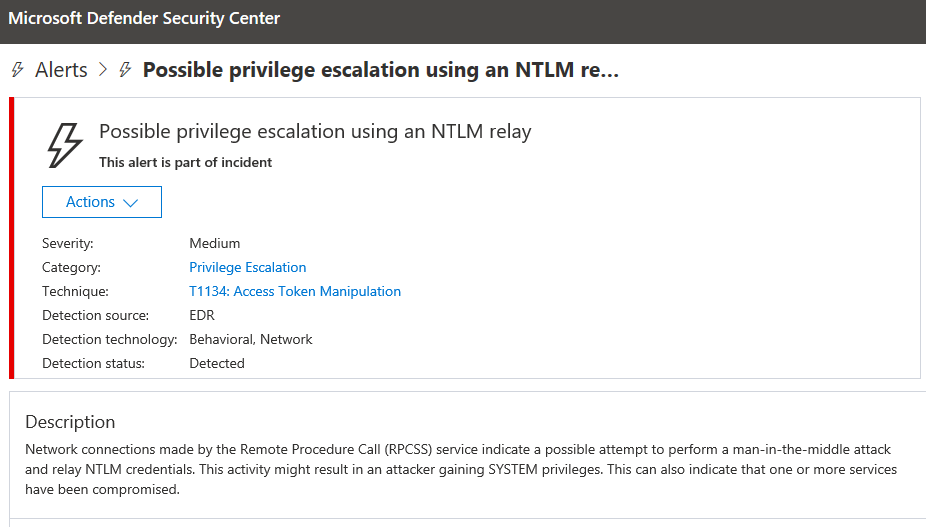 Microsoft Defender Security Center
Alerts > Possible privilege escalation using an NTLM re...
Possible privilege escalation using an NTLM relay
This alert is part of incident
Actions
Severity: Medium
Category: Privilege Escalation
Technique: T1134: Access Token Manipulation
Detection source: EDR
Detection technology: Behavioral, Network
Detection status: Detected
Description
Network connections made by the Remote Procedure Call (RPCSS) service indicate a possible attempt to perform a man-in-the-middle attack
and relay NTLM credentials. This activity might result in an attacker gaining SYSTEM privileges. This can also indicate that one or more services
have been compromised.